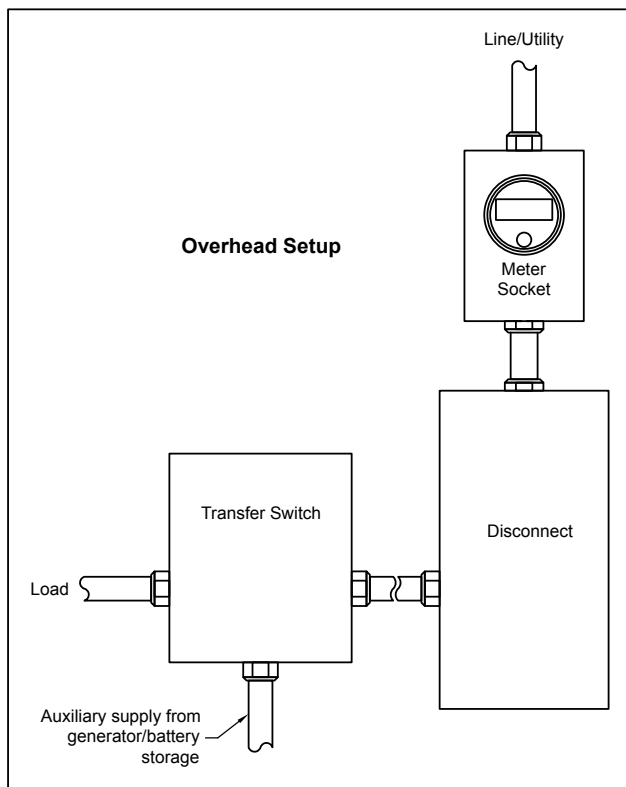 Line/Utility
Overhead Setup
Meter
Socket
Transfer Switch
Disconnect
Load
Auxiliary supply from
generator/battery
storage